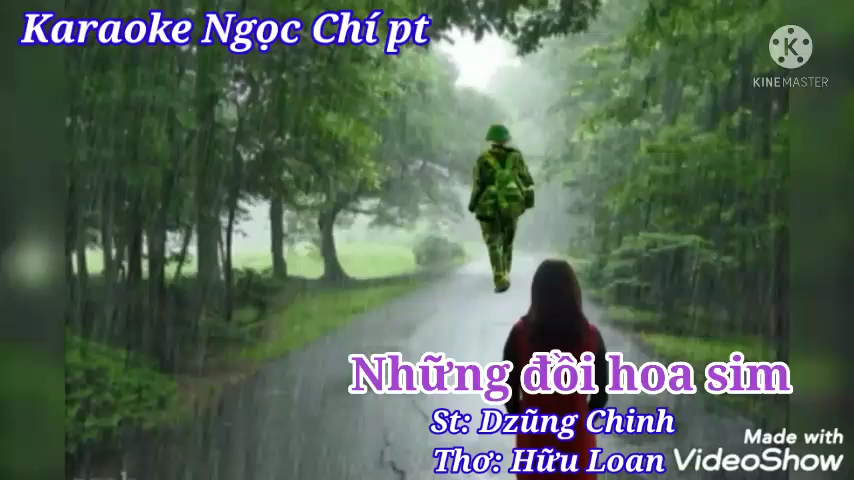 Karaoke Ngọc Chí pt
K
KINEMASTER
Những đồi hoa sim
St: Dzũng Chinh
Thơ: Hữu Loan
Made with
VideoShow